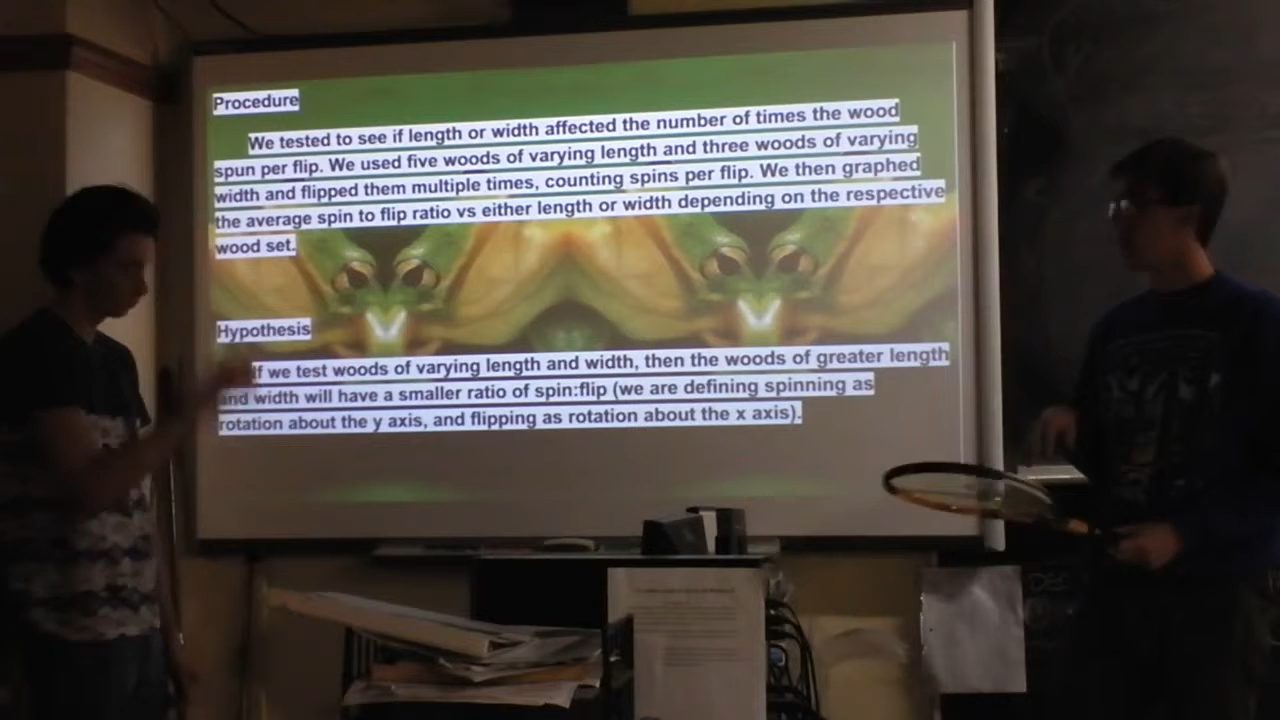 Procedure
We tested to see if length or width affected the number of times the wood
spun per flip. We used five woods of varying length and three woods of varying
width and flipped them multiple times, counting spins per flip. We then graphed
the average spin to flip ratio vs either length or width depending on the respective
wood set.
Hypothesis
If we test woods of varying length and width, then the woods of greater length
and width will have a smaller ratio of spin:flip (we are defining spinning as
rotation about the y axis, and flipping as rotation about the x axis).